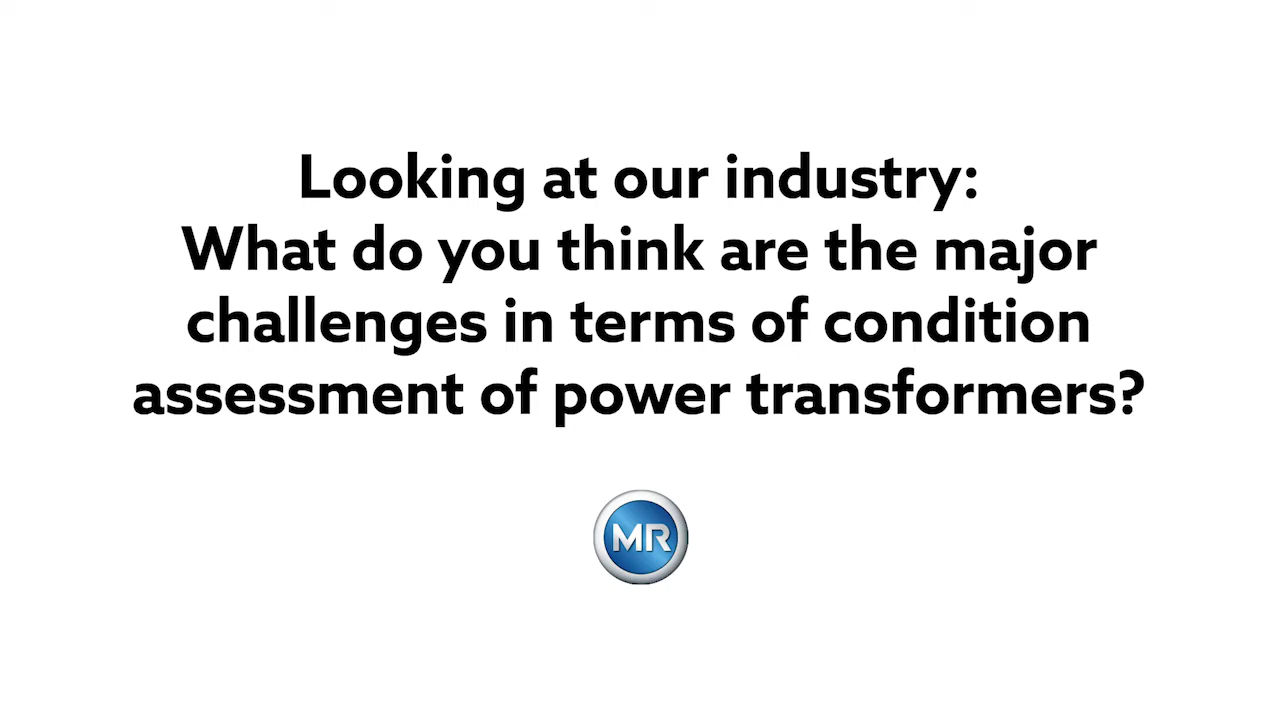 Looking at our industry:
What do you think are the major
challenges in terms of condition
assessment of power transformers?
MR